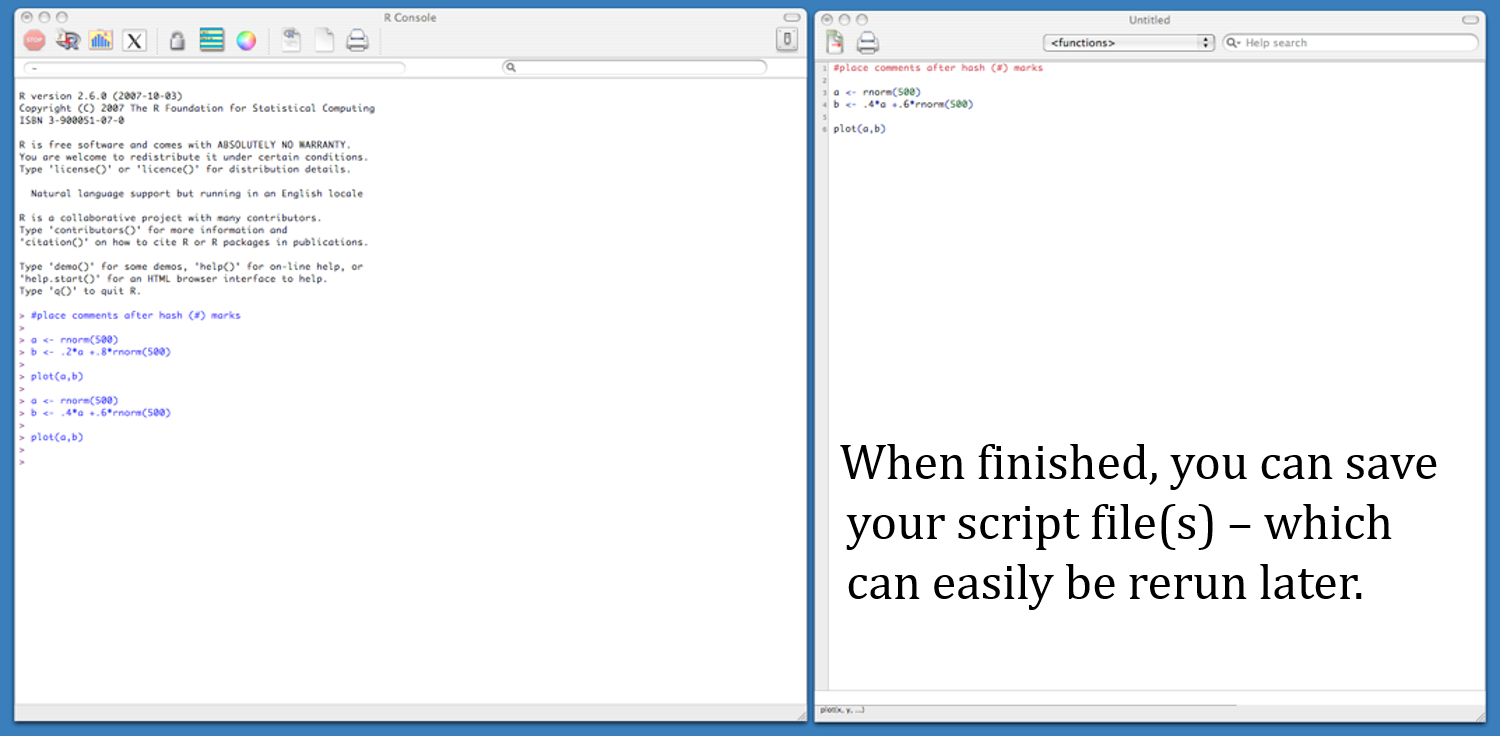 R Console
STOP
X
~
R version 2.6.0 (2007-10-03)
Copyright (C) 2007 The R Foundation for Statistical Computing
ISBN 3-900051-07-0
R is free software and comes with ABSOLUTELY NO WARRANTY.
You are welcome to redistribute it under certain conditions.
Type 'license()' or 'licence()' for distribution details.
Natural language support but running in an English locale
R is a collaborative project with many contributors.
Type 'contributors()' for more information and
'citation()' on how to cite R or R packages in publications.
Type 'demo()' for some demos, 'help()' for on-line help, or
'help.start()' for an HTML browser interface to help.
Type 'q()' to quit R.
> #place comments after hash (#) marks
>
> a <- rnorm(500)
> b <- .2*a +.8*rnorm(500)
>
> plot(a,b)
>
> a <- rnorm(500)
> b <- .4*a +.6*rnorm(500)
>
> plot(a,b)
>
>
Untitled
<functions>
Help search
1 #place comments after hash (#) marks
2
3 a <- rnorm(500)
4 b <- .4*a +.6*rnorm(500)
5
6 plot(a,b)
When finished, you can save
your script file(s) – which
can easily be rerun later.
plot(x, y, ...)